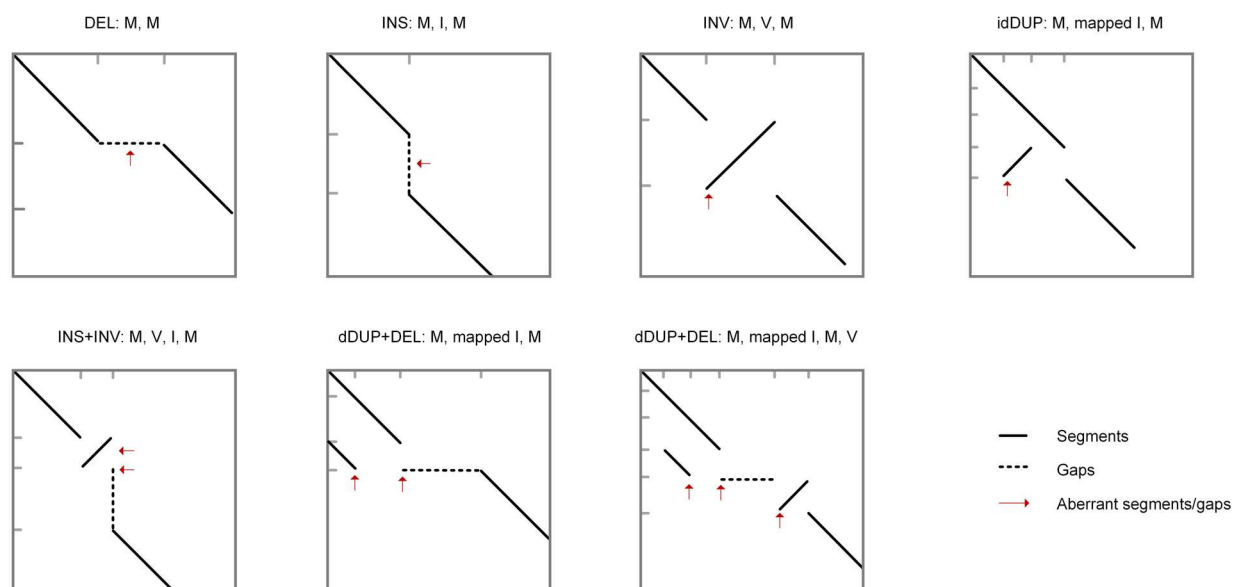 DEL: M, M
INS: M, I, M
INV: M, V, M
idDUP: M, mapped I, M
INS+INV: M, V, I, M
dDUP+DEL: M, mapped I, M
dDUP+DEL: M, mapped I, M, V
Segments
Gaps
Aberrant segments/gaps